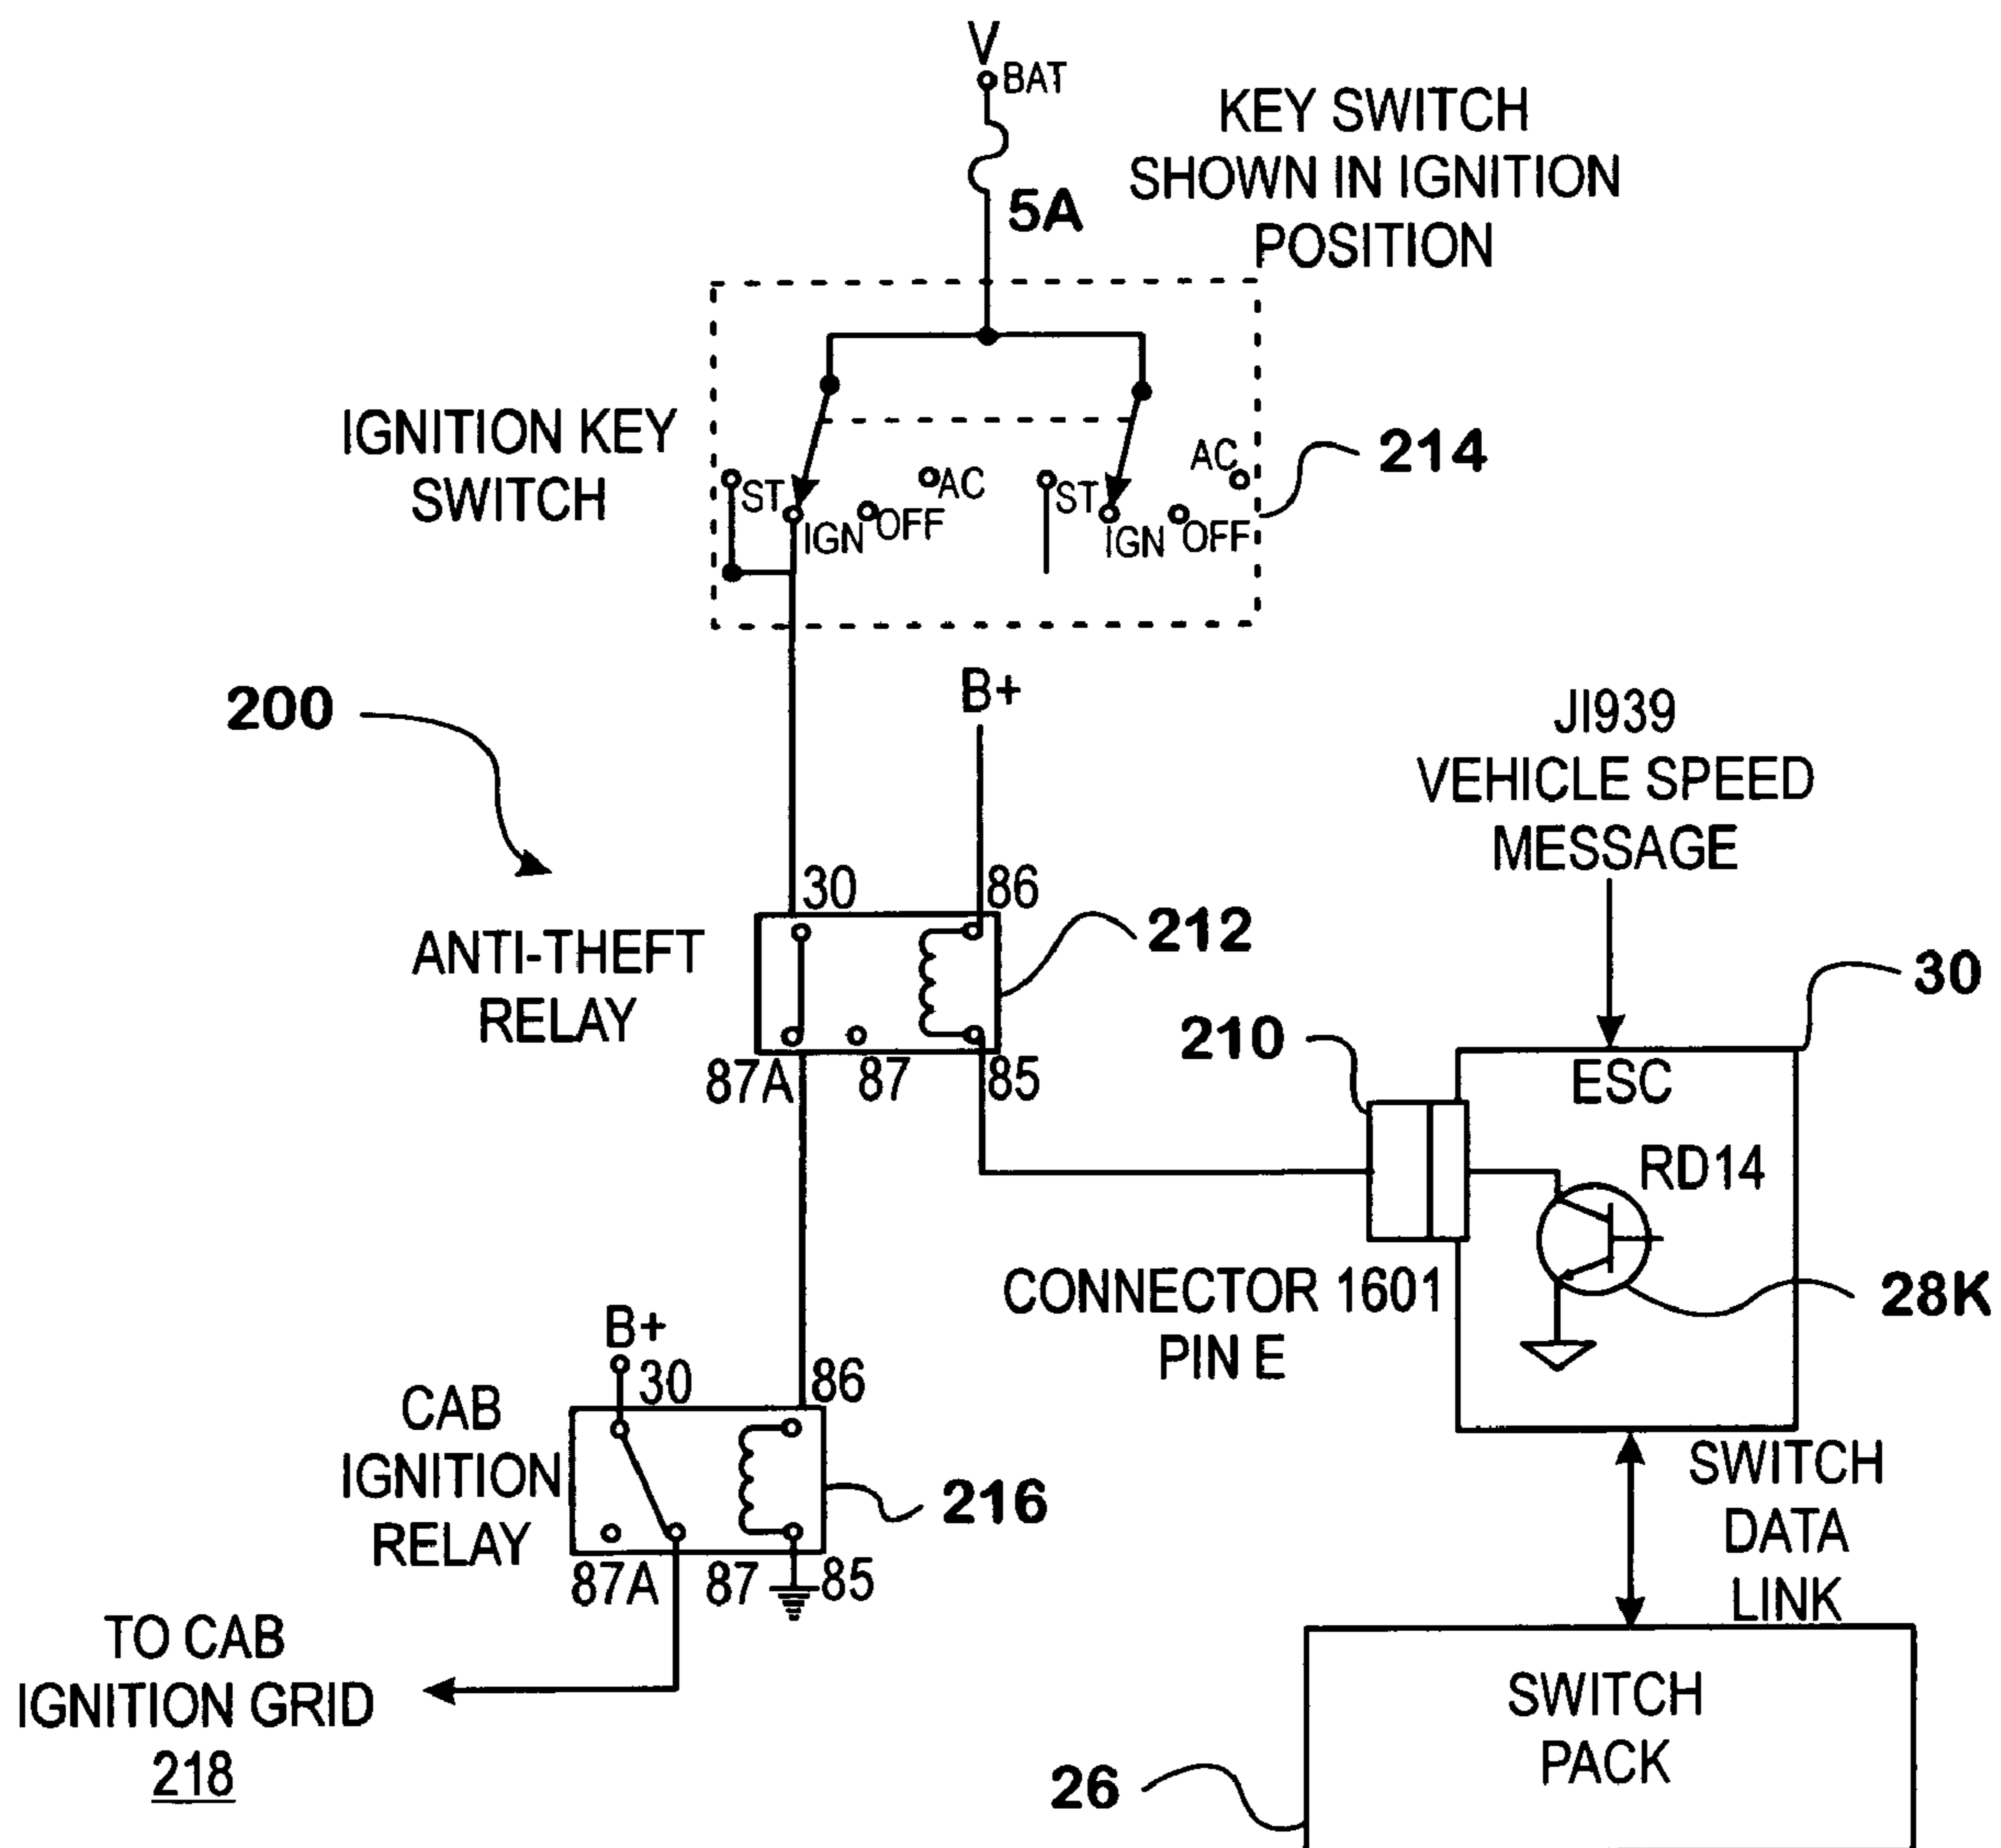 V
BAT
KEY SWITCH
SHOWN IN IGNITION
POSITION
5A
IGNITION KEY
SWITCH
ST
IGN
OFF
AC
ST
IGN
OFF
AC
214
200
B+
JI939
VEHICLE SPEED
MESSAGE
30
86
ANTI-THEFT
RELAY
212
87A
87
85
30
210
ESC
RD14
28K
CONNECTOR 1601
PIN E
B+
30
86
CAB
IGNITION
RELAY
216
87A
87
85
SWITCH
DATA
LINK
TO CAB
IGNITION GRID
218
SWITCH
PACK
26